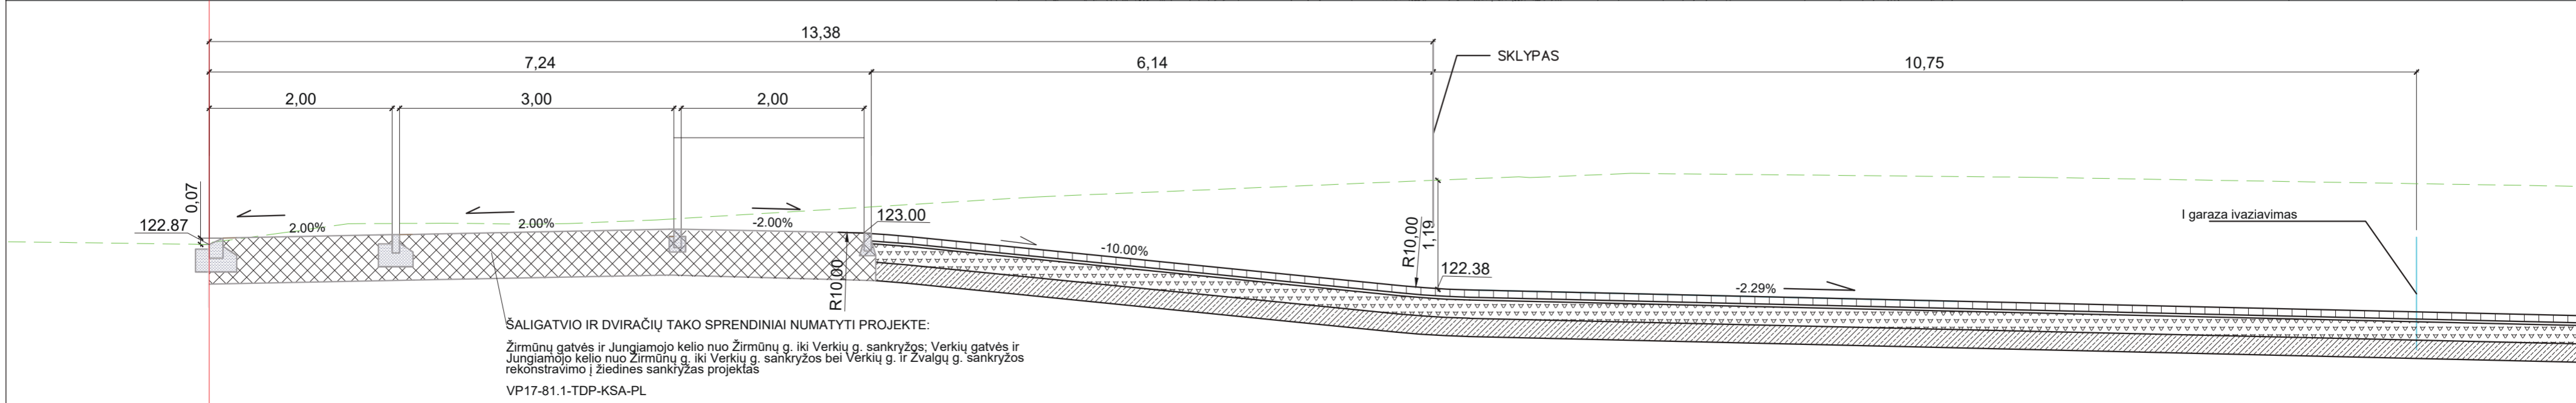 13,38
7,24
6,14
SKLYPAS
10,75
2,00
3,00
2,00
0,07
122.87
2.00%
2.00%
-2.00%
123.00
R10,00
-10.00%
R10,00
1,19
122.38
-2.29%
I garaza ivaziavimas
ŠALIGATVIO IR DVIRAČIŲ TAKO SPRENDINIAI NUMATYTI PROJEKTE:
Žirmūnų gatvės ir Jungiamojo kelio nuo Žirmūnų g. iki Verkių g. sankryžos; Verkių gatvės ir
Jungiamojo kelio nuo Žirmūnų g. iki Verkių g. sankryžos bei Verkių g. ir Žvalgų g. sankryžos
rekonstravimo į žiedines sankryžas projektas
VP17-81.1-TDP-KSA-PL